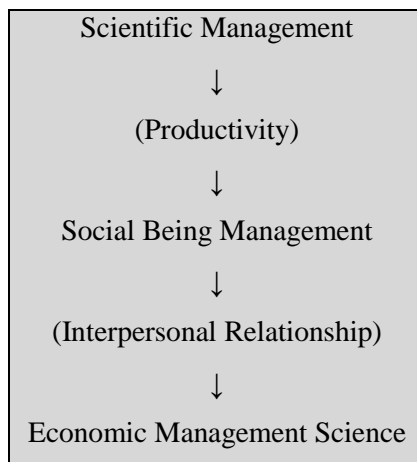 Scientific Management
↓
(Productivity)
↓
Social Being Management
↓
(Interpersonal Relationship)
↓
Economic Management Science